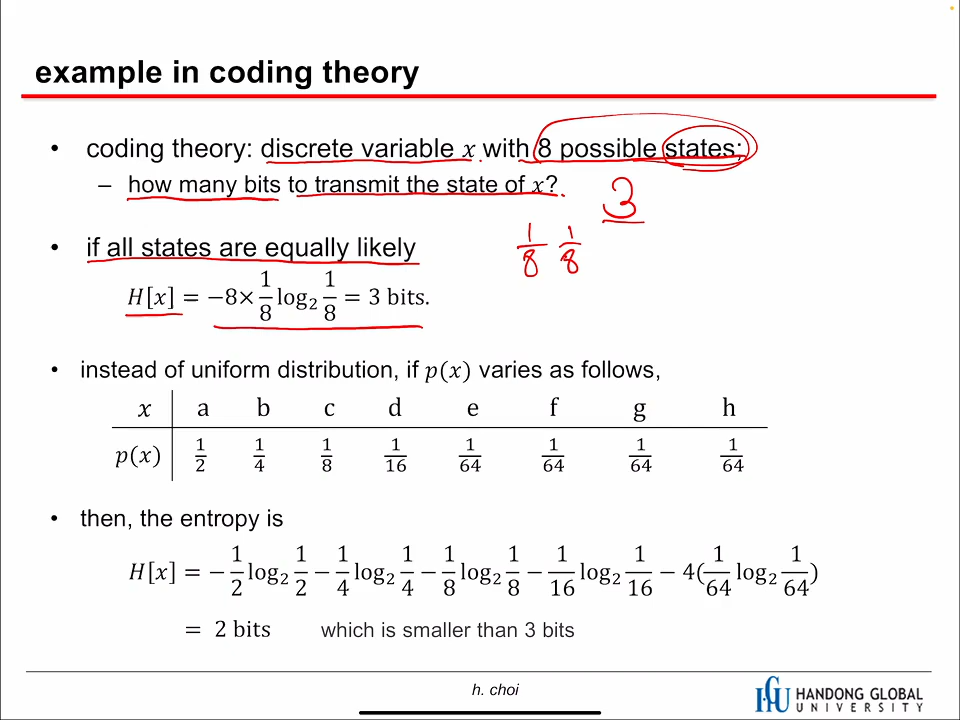 example in coding theory
• coding theory: discrete variable x with 8 possible states;
– how many bits to transmit the state of x?
3
• if all states are equally likely
1/8 1/8
H[x] = −8× 1/8 log₂ 1/8 = 3 bits.
• instead of uniform distribution, if p(x) varies as follows,
x a b c d e f g h
p(x) 1/2 1/4 1/8 1/16 1/64 1/64 1/64 1/64
• then, the entropy is
H[x] = − 1/2 log₂ 1/2 − 1/4 log₂ 1/4 − 1/8 log₂ 1/8 − 1/16 log₂ 1/16 − 4( 1/64 log₂ 1/64 )
= 2 bits which is smaller than 3 bits
h. choi
HGU HANDONG GLOBAL
UNIVERSITY